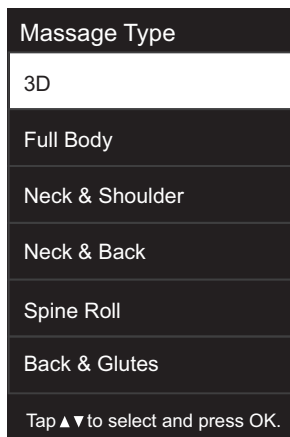 Massage Type
3D
Full Body
Neck & Shoulder
Neck & Back
Spine Roll
Back & Glutes
Tap▲▼to select and press OK.